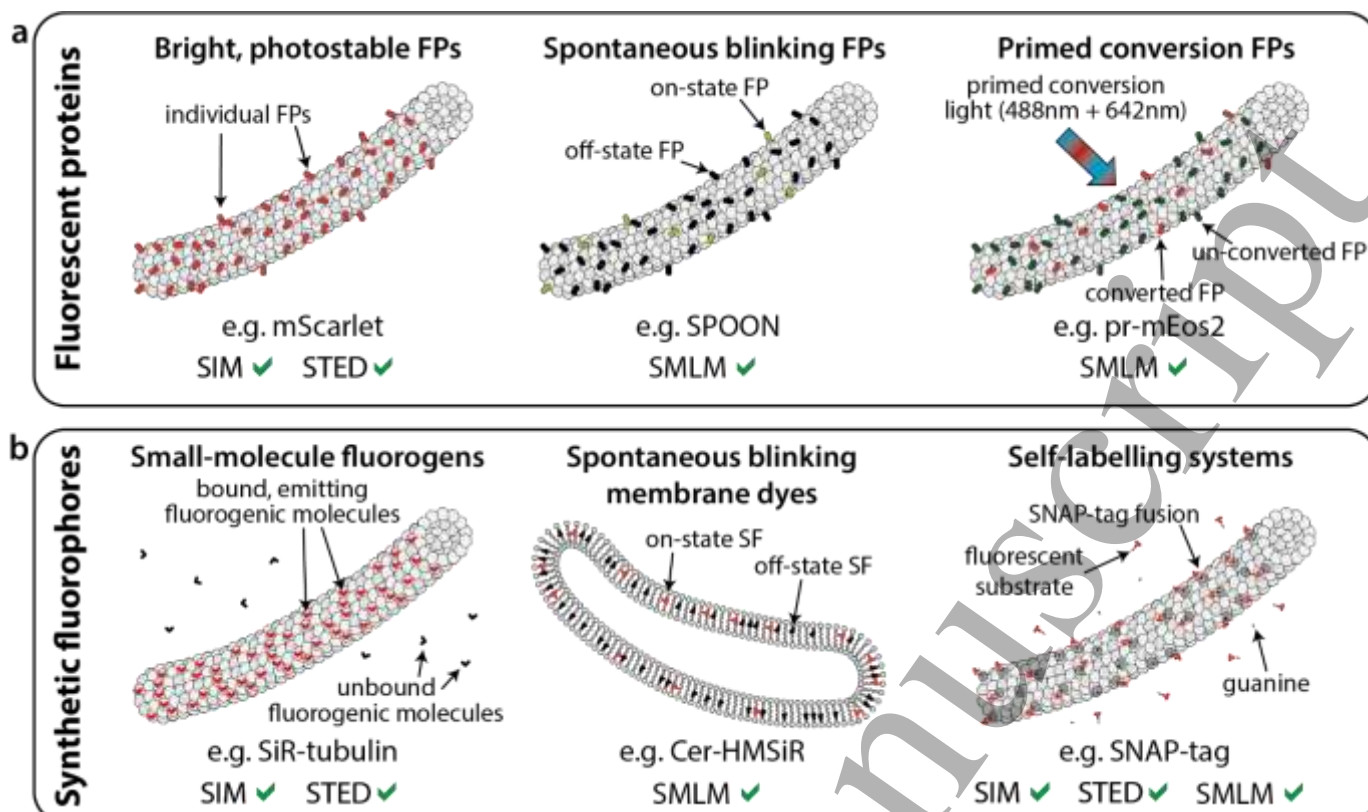 a
Fluorescent proteins
Bright, photostable FPs
individual FPs
e.g. mScarlet
SIM ✔ STED ✔
Spontaneous blinking FPs
on-state FP
off-state FP
e.g. SPOON
SMLM ✔
Primed conversion FPs
primed conversion
light (488nm + 642nm)
un-converted FP
converted FP
e.g. pr-mEos2
SMLM ✔
b
Synthetic fluorophores
Small-molecule fluorogens
bound, emitting
fluorogenic molecules
unbound
fluorogenic molecules
e.g. SiR-tubulin
SIM ✔ STED ✔
Spontaneous blinking
membrane dyes
on-state SF
off-state SF
e.g. Cer-HMSiR
SMLM ✔
Self-labelling systems
SNAP-tag fusion
fluorescent
substrate
guanine
e.g. SNAP-tag
SIM ✔ STED ✔ SMLM ✔
nuscript